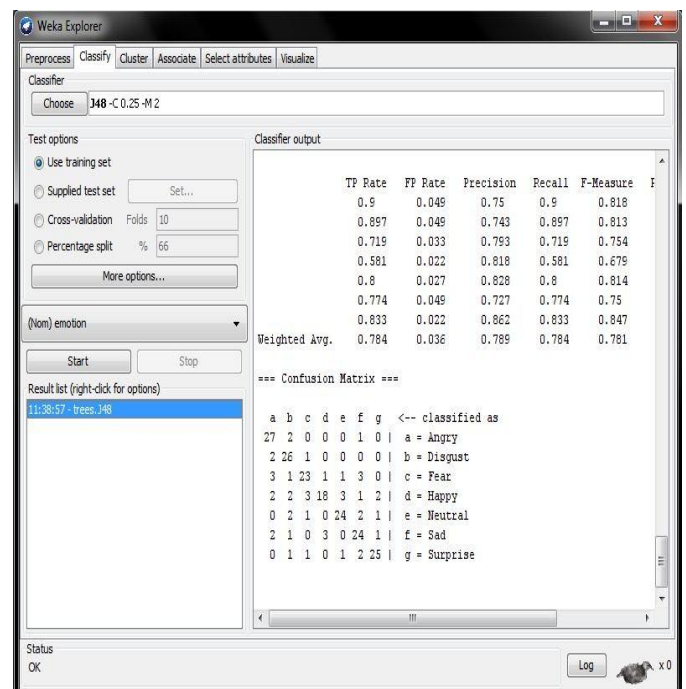 Weka Explorer
Preprocess Classify Cluster Associate Select attributes Visualize
Classifier
Choose J48 -C 0.25 -M 2
Test options
Use training set
Supplied test set Set...
Cross-validation Folds 10
Percentage split % 66
More options...
(Nom) emotion
Start Stop
Result list (right-click for options)
11:38:57 - trees.J48
Classifier output
TP Rate FP Rate Precision Recall F-Measure
0.9 0.049 0.75 0.9 0.818
0.897 0.049 0.743 0.897 0.813
0.719 0.033 0.793 0.719 0.754
0.581 0.022 0.818 0.581 0.679
0.8 0.027 0.828 0.8 0.814
0.774 0.049 0.727 0.774 0.75
0.833 0.022 0.862 0.833 0.847
Weighted Avg. 0.784 0.036 0.789 0.784 0.781
=== Confusion Matrix ===
a b c d e f g <-- classified as
27 2 0 0 0 1 0 | a = Angry
2 26 1 0 0 0 0 | b = Disgust
3 1 23 1 1 3 0 | c = Fear
2 2 3 18 3 1 2 | d = Happy
0 2 1 0 24 2 1 | e = Neutral
2 1 0 3 0 24 1 | f = Sad
0 1 1 0 1 2 25 | g = Surprise
Status
OK
Log x 0